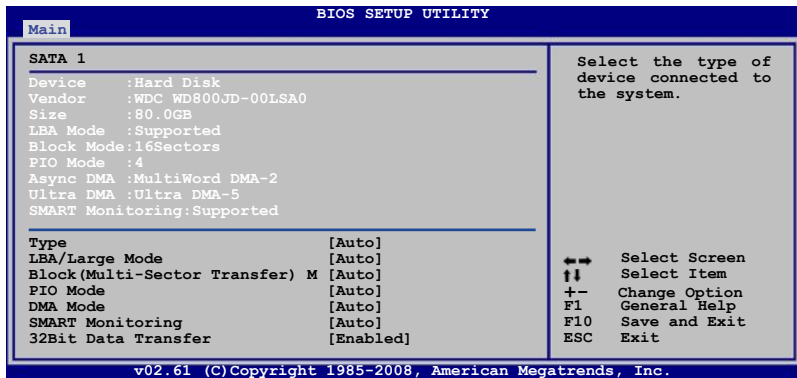 BIOS SETUP UTILITY
Main
SATA 1
Device :Hard Disk
Vendor :WDC WD800JD-00LSA0
Size :80.0GB
LBA Mode :Supported
Block Mode:16Sectors
PIO Mode :4
Async DMA :MultiWord DMA-2
Ultra DMA :Ultra DMA-5
SMART Monitoring:Supported
Type [Auto]
LBA/Large Mode [Auto]
Block(Multi-Sector Transfer) M [Auto]
PIO Mode [Auto]
DMA Mode [Auto]
SMART Monitoring [Auto]
32Bit Data Transfer [Enabled]
Select the type of
device connected to
the system.
←→ Select Screen
↑↓ Select Item
+- Change Option
F1 General Help
F10 Save and Exit
ESC Exit
v02.61 (C)Copyright 1985-2008, American Megatrends, Inc.